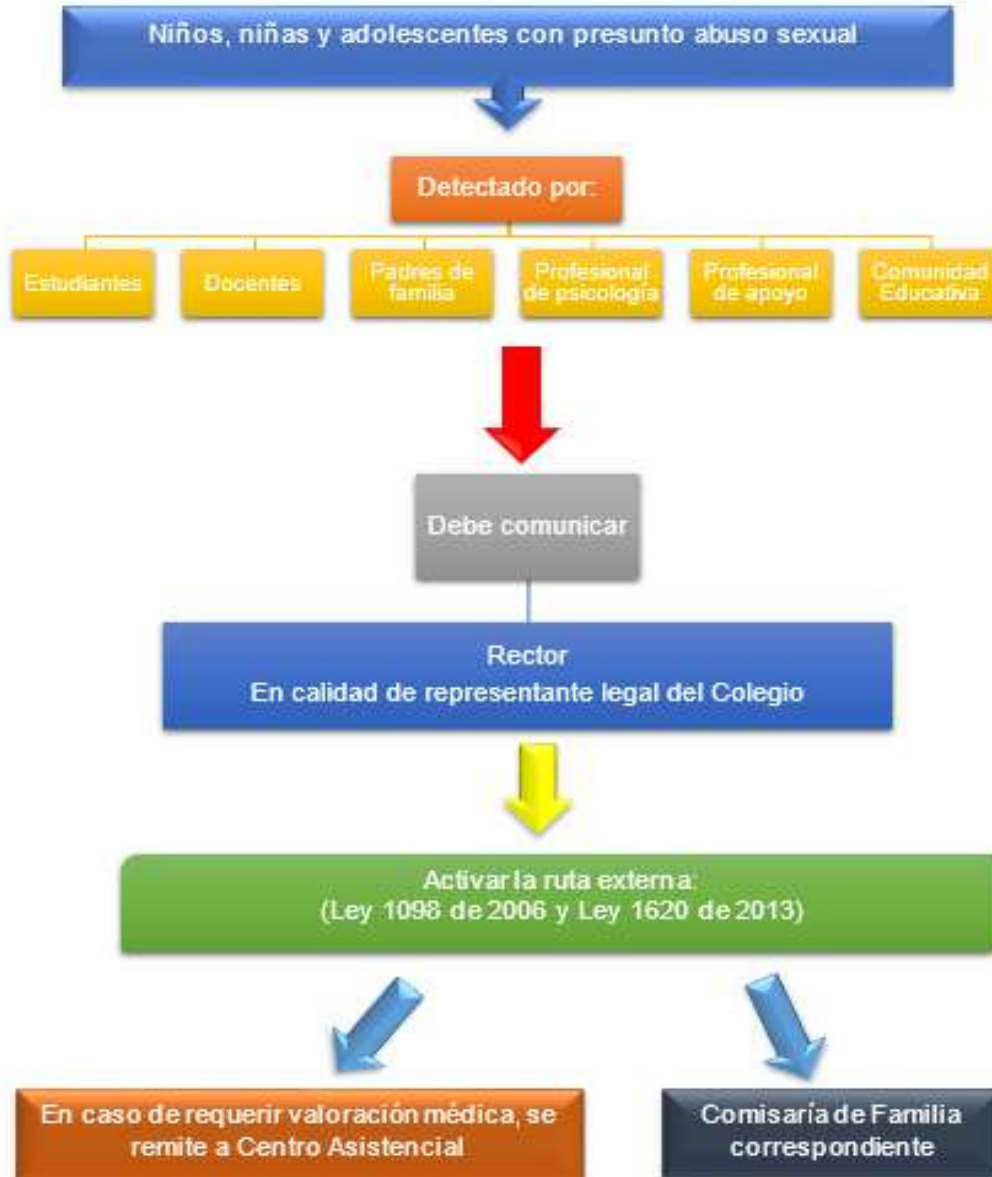 Niños, niñas y adolescentes con presunto abuso sexual
Detectado por:
Estudiantes
Docentes
Padres de
familia
Profesional
de psicología
Profesional
de apoyo
Comunidad
Educativa
Debe comunicar
Rector
En calidad de representante legal del Colegio
Activar la ruta externa:
(Ley 1098 de 2006 y Ley 1620 de 2013)
En caso de requerir valoración médica, se
remite a Centro Asistencial
Comisaría de Familia
correspondiente